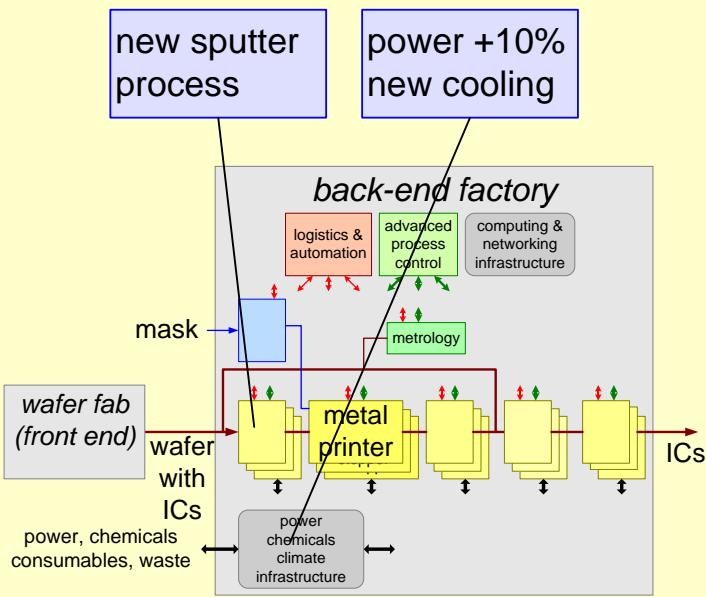 new sputter
process
power +10%
new cooling
back-end factory
logistics &
automation
advanced
process
control
computing &
networking
infrastructure
mask
metrology
wafer fab
(front end)
metal
printer
wafer
with
ICs
ICs
power, chemicals
consumables, waste
power
chemicals
climate
infrastructure